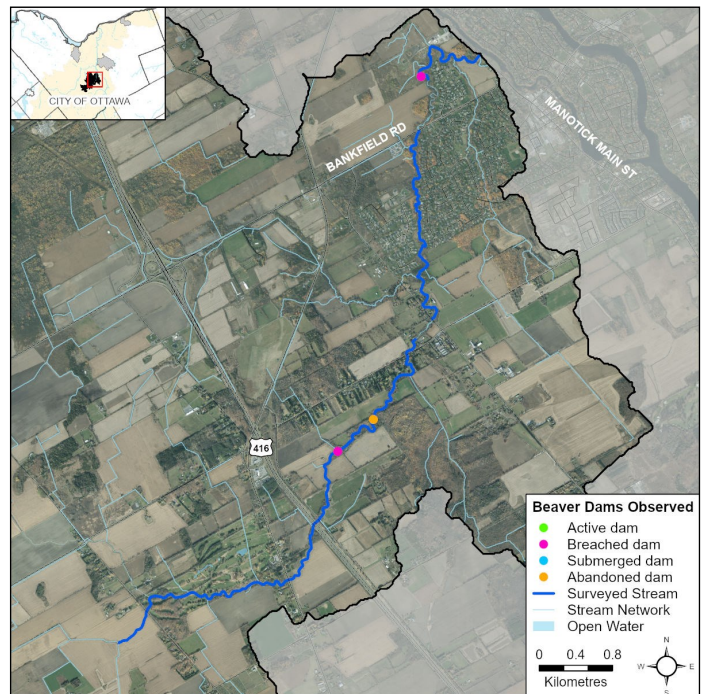 CITY OF OTTAWA
BANKFIELD RD
MANOTICK MAIN ST
416
Beaver Dams Observed
Active dam
Breached dam
Submerged dam
Abandoned dam
Surveyed Stream
Stream Network
Open Water
0 0.4 0.8
Kilometres
N
W E
S